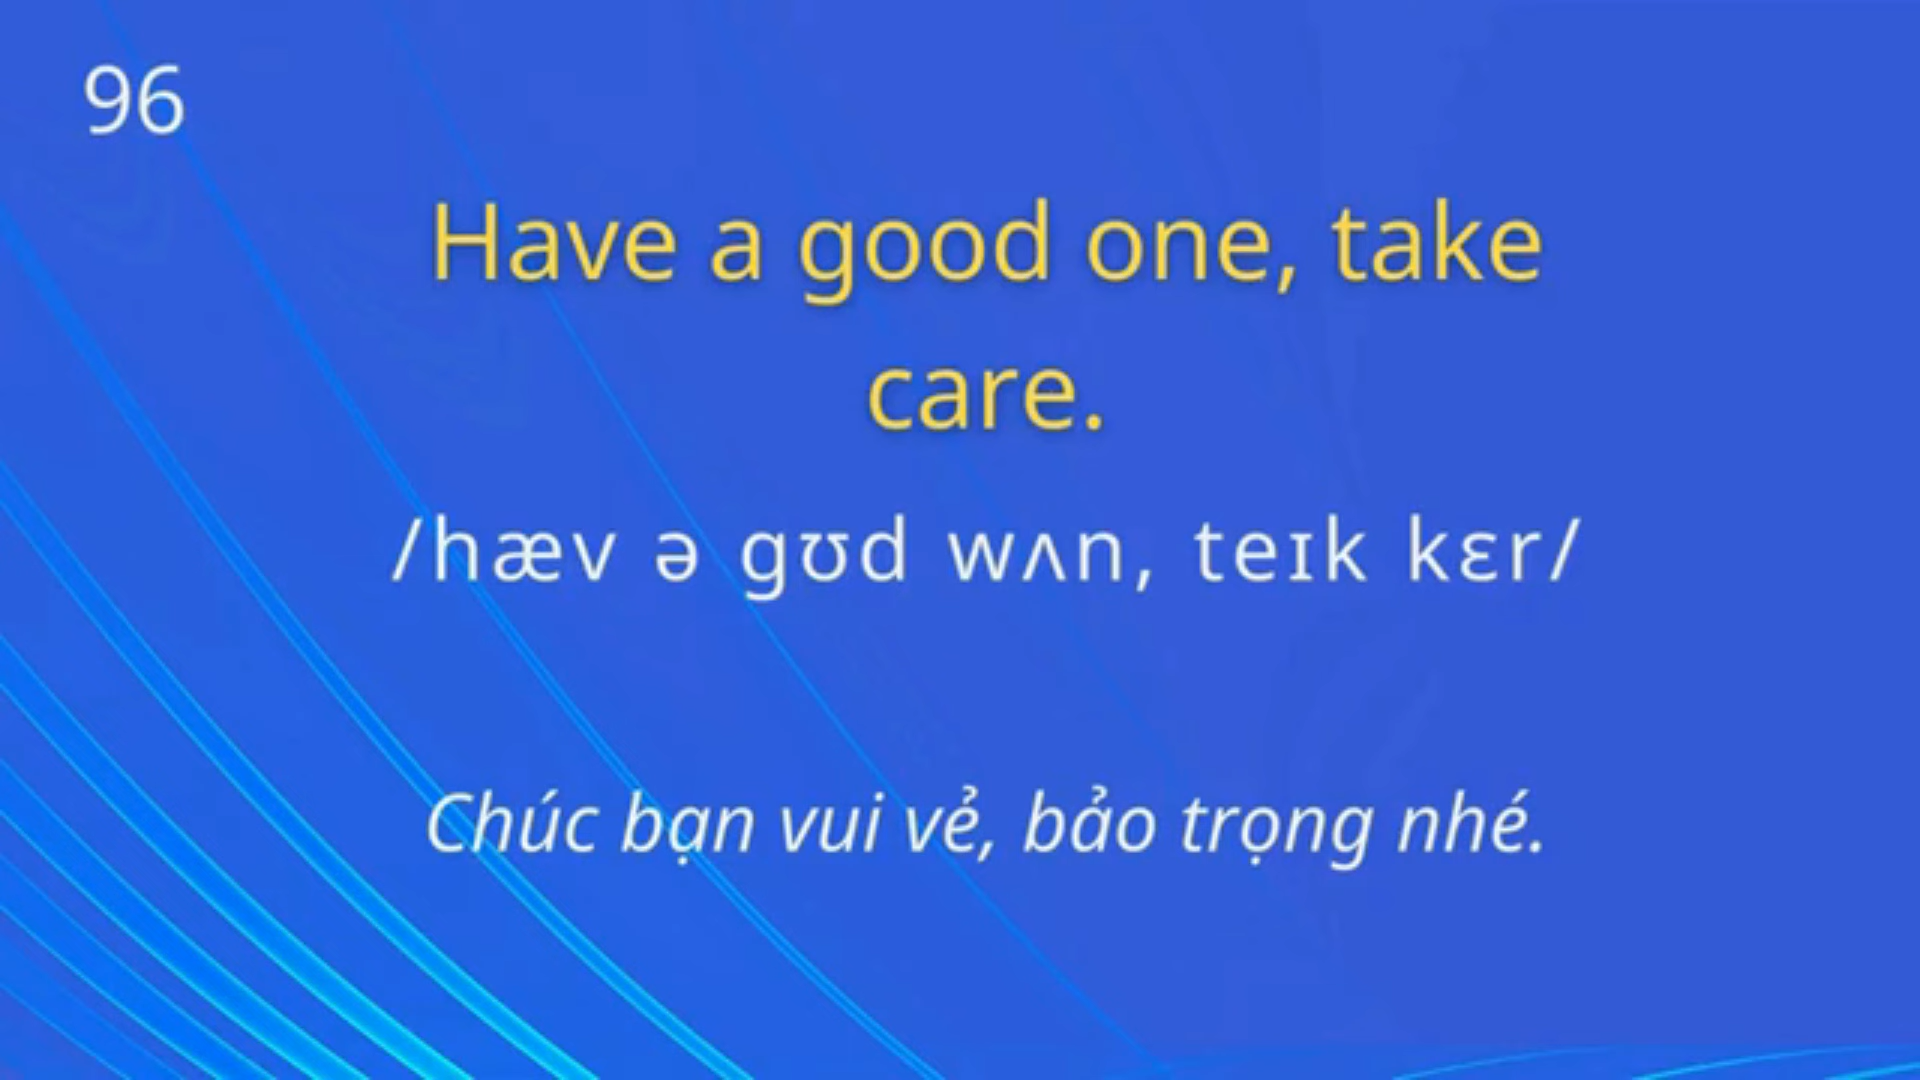 96
Have a good one, take
care.
/hæv ə gʊd wʌn, teɪk kɛr/
Chúc bạn vui vẻ, bảo trọng nhé.